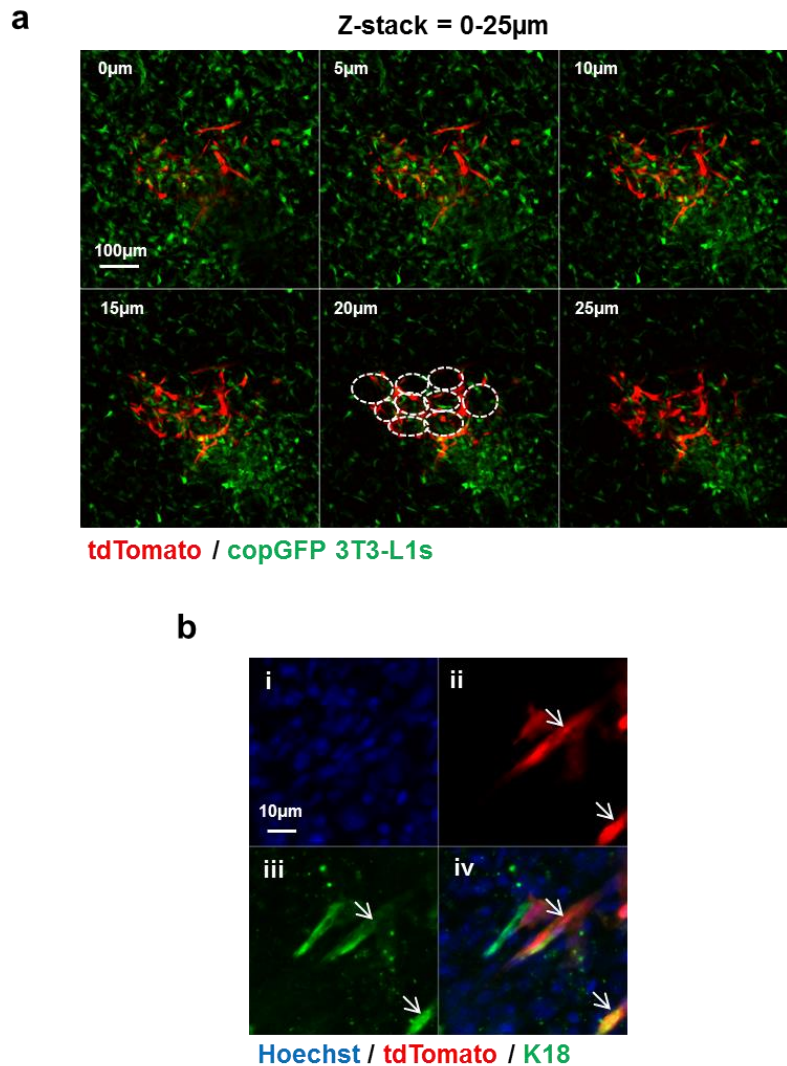 a
Z-stack = 0-25µm
0µm
5µm
10µm
100µm
15µm
20µm
25µm
tdTomato / copGFP 3T3-L1s
b
i
ii
10µm
iii
iv
Hoechst / tdTomato / K18